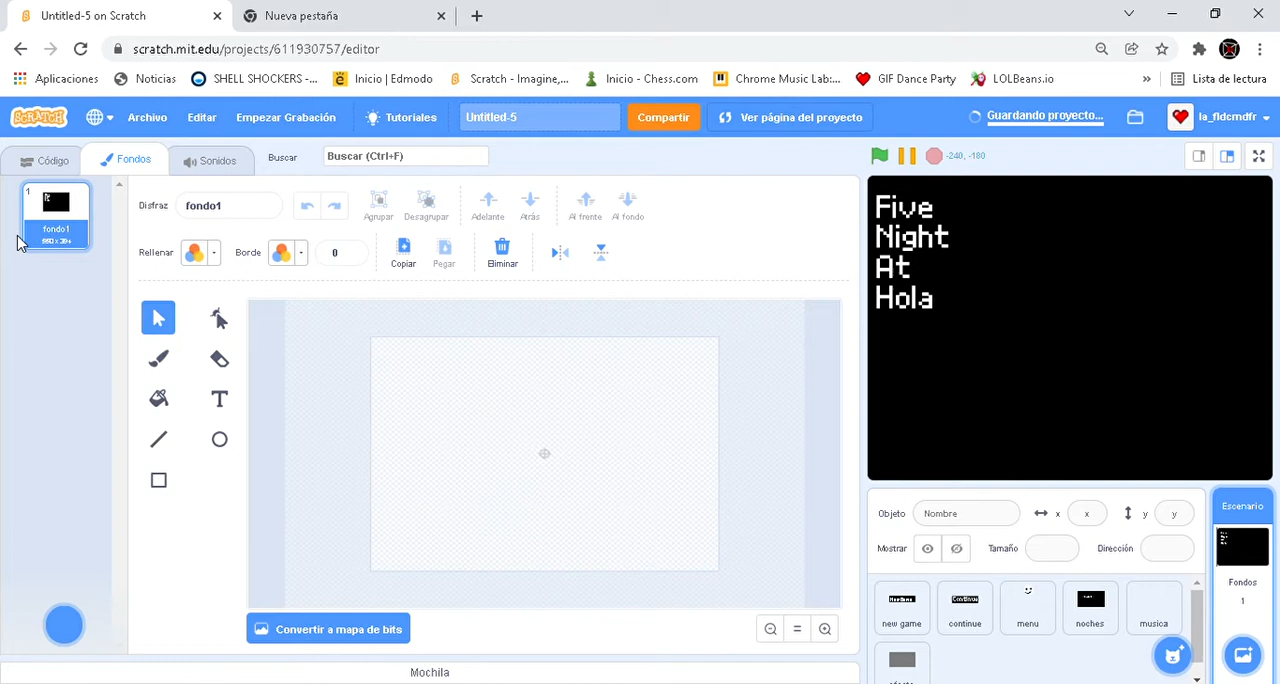 Untitled-5 on Scratch
Nueva pestaña
scratch.mit.edu/projects/611930757/editor
Aplicaciones
Noticias
SHELL SHOCKERS -...
Inicio | Edmodo
Scratch - Imagine,...
Inicio - Chess.com
Chrome Music Lab:...
GIF Dance Party
LOLBeans.io
»
Lista de lectura
SCRATCH
Archivo
Editar
Empezar Grabación
Tutoriales
Untitled-5
Compartir
Ver página del proyecto
Guardando proyecto...
la_fldcrndfr
Código
Fondos
Sonidos
Buscar
Buscar (Ctrl+F)
-240, -180
1
fondo1
Disfraz
fondo1
Agrupar
Desagrupar
Adelante
Atrás
Al frente
Al fondo
Rellenar
Borde
0
Copiar
Pegar
Eliminar
Five
Night
At
Hola
Convertir a mapa de bits
Mochila
Objeto
Nombre
x
x
y
y
Mostrar
Tamaño
Dirección
new game
continue
menu
noches
musica
Escenario
Fondos
1